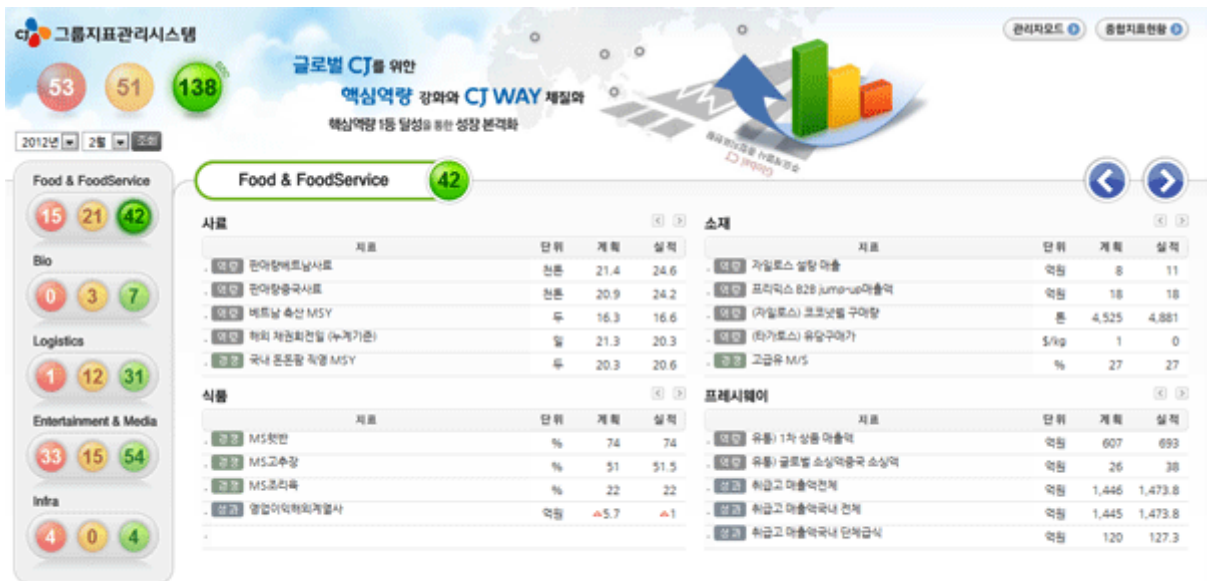 CJ 그룹지표관리시스템
관리자모드 종합지표현황
53 51 138
글로벌 CJ를 위한
핵심역량 강화와 CJ WAY 체질화
핵심역량 1등 달성을 통한 성장 본격화
Global CJ
2012년 2월 조회
Food & FoodService
15 21 42
Bio
0 3 7
Logistics
1 12 31
Entertainment & Media
33 15 54
Infra
4 0 4
Food & FoodService 42
사료
지표 단위 계획 실적
역량 판아량베트남사료 천톤 21.4 24.6
역량 판아량중국사료 천톤 20.9 24.2
역량 베트남 축산 MSY 두 16.3 16.6
역량 해외 채권회전일 (누계기준) 일 21.3 20.3
경쟁 국내 돈돈팜 직영 MSY 두 20.3 20.6
소재
지표 단위 계획 실적
역량 자일로스 설탕 매출 억원 8 11
역량 프리믹스 B2B jump-up매출액 억원 18 18
역량 (자일로스) 코코넛쉘 구매량 톤 4,525 4,881
역량 (타가토스) 유당구매가 $/kg 1 0
경쟁 고급유 M/S % 27 27
식품
지표 단위 계획 실적
경쟁 MS햇반 % 74 74
경쟁 MS고추장 % 51 51.5
경쟁 MS조리육 % 22 22
성과 영업이익해외계열사 억원 5.7 1
프레시웨이
지표 단위 계획 실적
역량 유통) 1차 상품 매출액 억원 607 693
역량 유통) 글로벌 소싱액중국 소싱액 억원 26 38
성과 취급고 매출액전체 억원 1,446 1,473.8
성과 취급고 매출액국내 전체 억원 1,445 1,473.8
성과 취급고 매출액국내 단체급식 억원 120 127.3